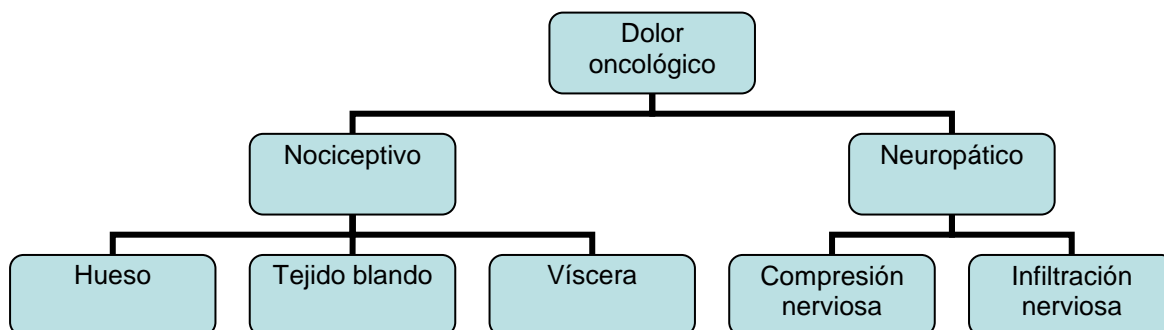 Dolor
oncológico
Nociceptivo
Neuropático
Hueso
Tejido blando
Víscera
Compresión
nerviosa
Infiltración
nerviosa